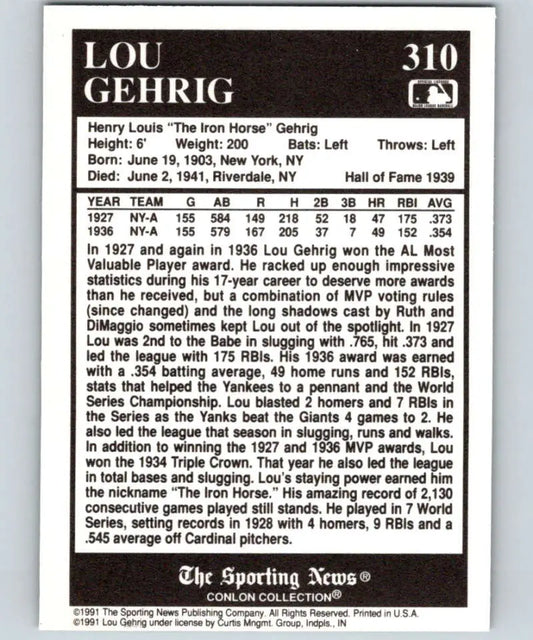 LOU
GEHRIG
310
Henry Louis "The Iron Horse" Gehrig
Height: 6' Weight: 200 Bats: Left Throws: Left
Born: June 19, 1903, New York, NY
Died: June 2, 1941, Riverdale, NY Hall of Fame 1939
YEAR TEAM G AB R H 2B 3B HR RBI AVG
1927 NY-A 155 584 149 218 52 18 47 175 .373
1936 NY-A 155 579 167 205 37 7 49 152 .354
In 1927 and again in 1936 Lou Gehrig won the AL Most
Valuable Player award. He racked up enough impressive
statistics during his 17-year career to deserve more awards
than he received, but a combination of MVP voting rules
(since changed) and the long shadows cast by Ruth and
DiMaggio sometimes kept Lou out of the spotlight. In 1927
Lou was 2nd to the Babe in slugging with .765, hit .373 and
led the league with 175 RBIs. His 1936 award was earned
with a .354 batting average, 49 home runs and 152 RBIs,
stats that helped the Yankees to a pennant and the World
Series Championship. Lou blasted 2 homers and 7 RBIs in
the Series as the Yanks beat the Giants 4 games to 2. He
also led the league that season in slugging, runs and walks.
In addition to winning the 1927 and 1936 MVP awards, Lou
won the 1934 Triple Crown. That year he also led the league
in total bases and slugging. Lou's staying power earned him
the nickname "The Iron Horse." His amazing record of 2,130
consecutive games played still stands. He played in 7 World
Series, setting records in 1928 with 4 homers, 9 RBIs and a
.545 average off Cardinal pitchers.
The Sporting News®
CONLON COLLECTION®
©1991 The Sporting News Publishing Company. All Rights Reserved. Printed in U.S.A.
©1991 Lou Gehrig under license by Curtis Mngmt. Group, Indpls., IN